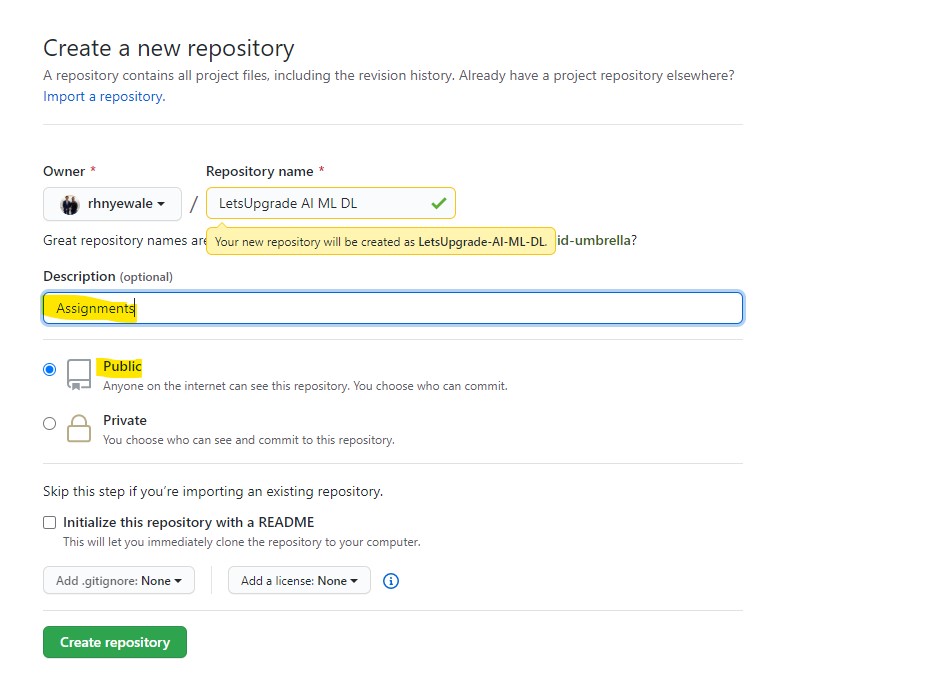 Create a new repository
A repository contains all project files, including the revision history. Already have a project repository elsewhere?
Import a repository.
Owner * Repository name *
rhnyewale / LetsUpgrade AI ML DL
Great repository names are
Your new repository will be created as LetsUpgrade-AI-ML-DL. id-umbrella?
Description (optional)
Assignments
Public
Anyone on the internet can see this repository. You choose who can commit.
Private
You choose who can see and commit to this repository.
Skip this step if you’re importing an existing repository.
Initialize this repository with a README
This will let you immediately clone the repository to your computer.
Add .gitignore: None Add a license: None
Create repository